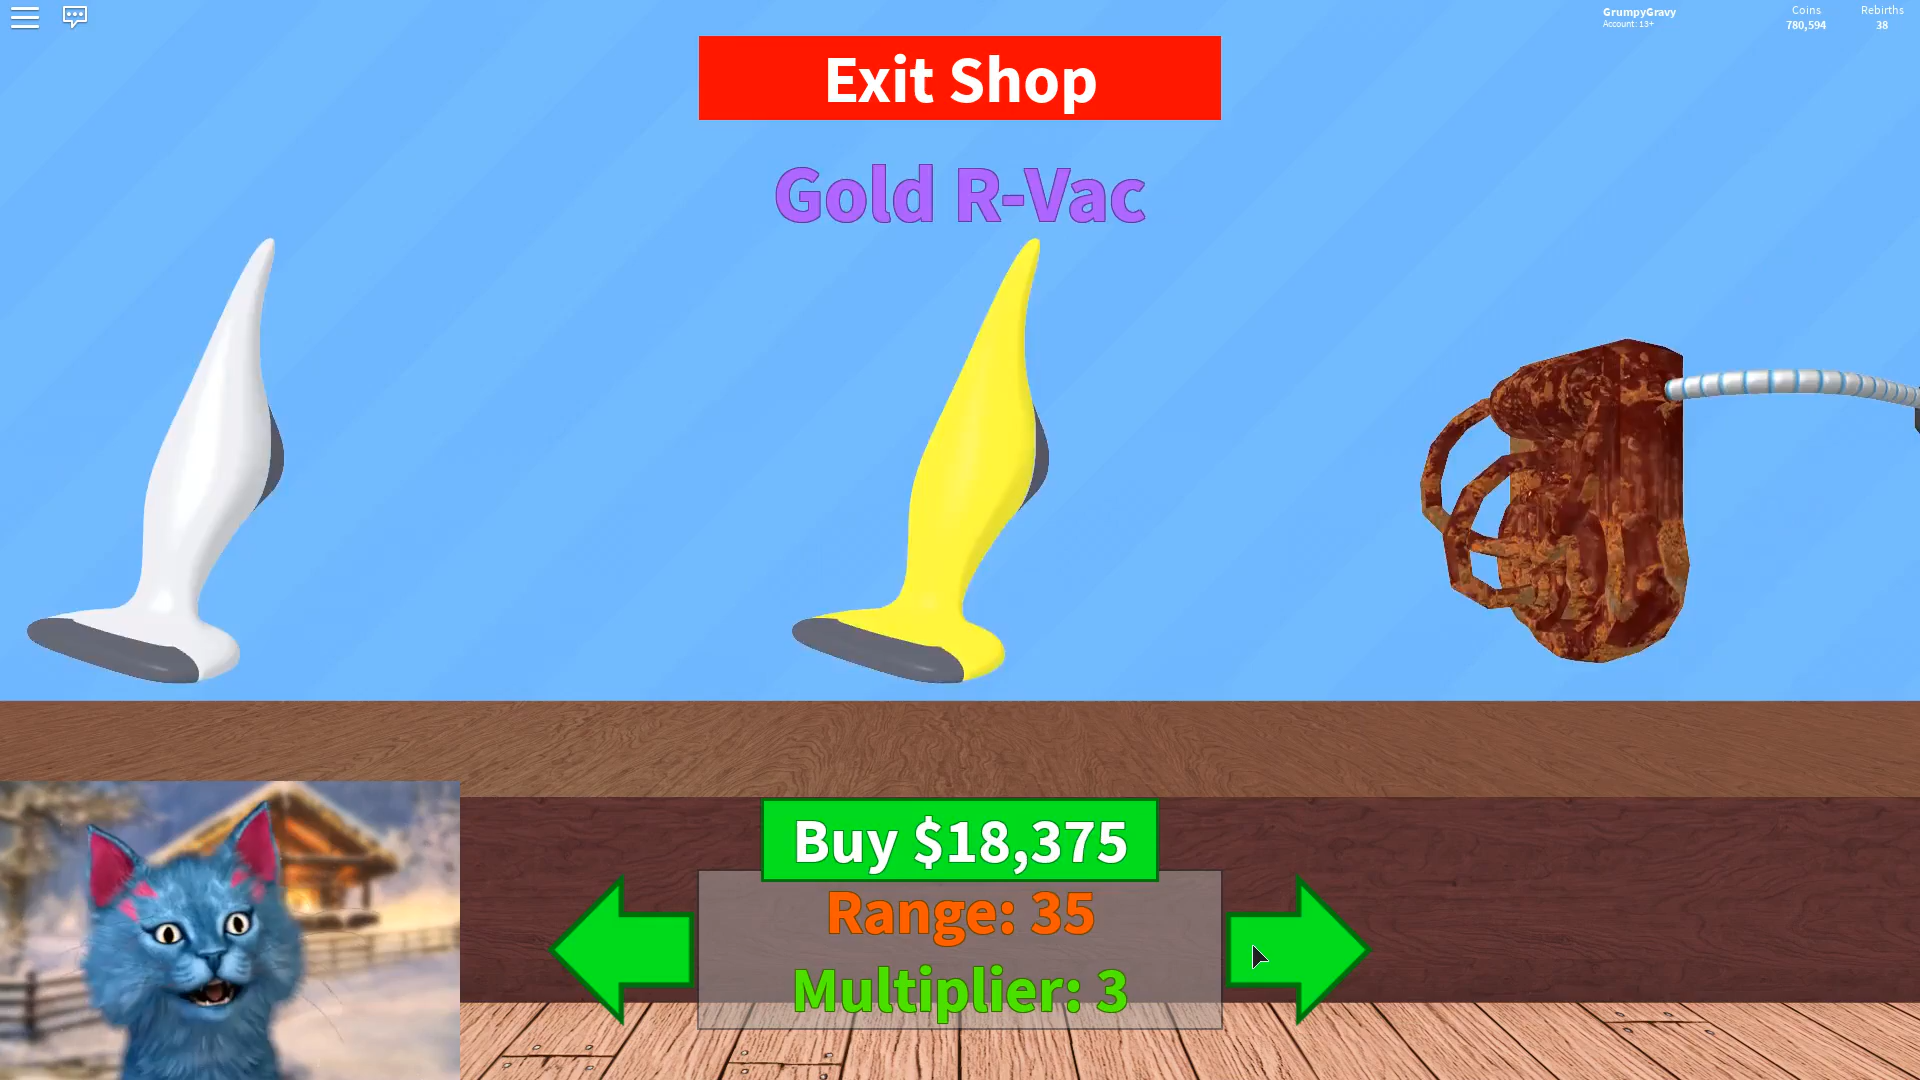 GrumpyGravy
Account: 13+
Coins
780,594
Rebirths
38
Exit Shop
Gold R-Vac
Buy $18,375
Range: 35
Multiplier: 3